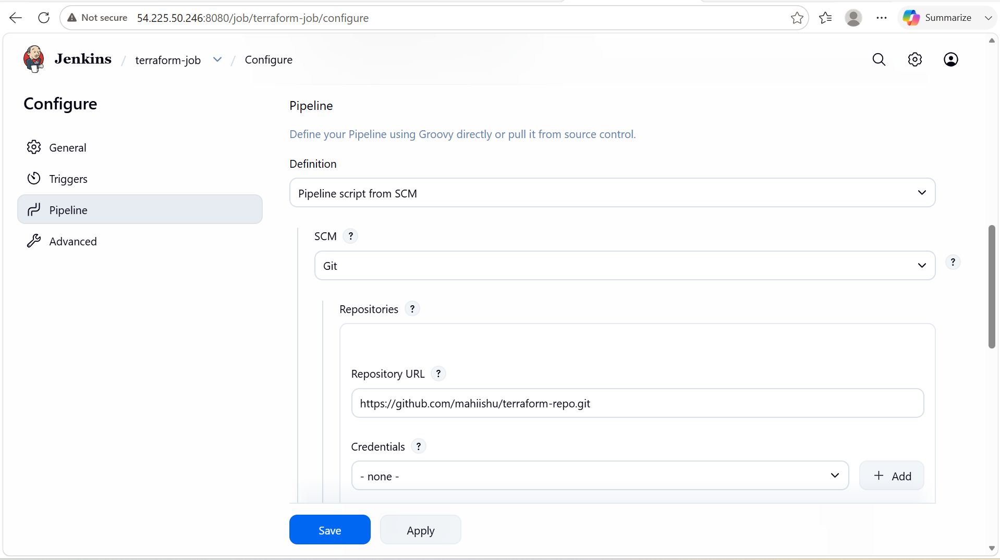 Not secure 54.225.50.246:8080/job/terraform-job/configure Summarize
Jenkins / terraform-job / Configure
Configure
General
Triggers
Pipeline
Advanced
Pipeline
Define your Pipeline using Groovy directly or pull it from source control.
Definition
Pipeline script from SCM
SCM ?
Git ?
Repositories ?
Repository URL ?
https://github.com/mahiishu/terraform-repo.git
Credentials ?
- none -
+ Add
Save Apply